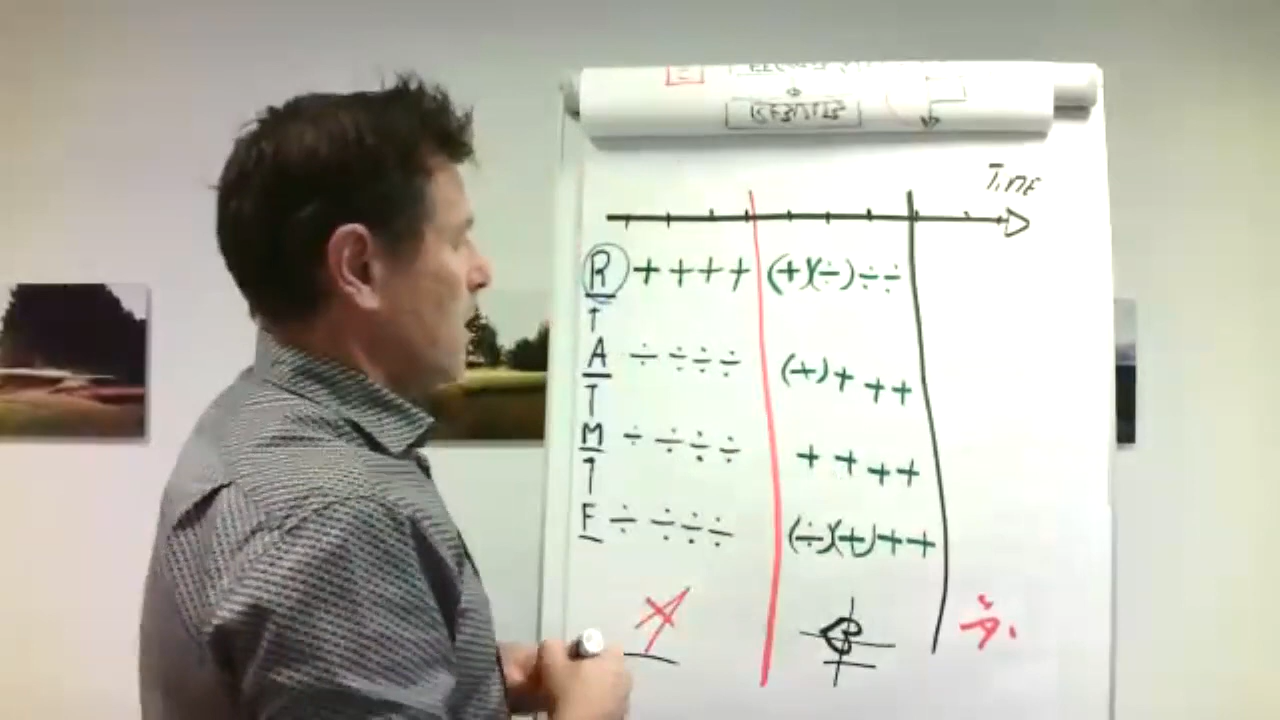 TIME
R + + + + (+)(÷) ÷ ÷
T
A ÷ ÷ ÷ ÷ (+) + + +
T
M ÷ ÷ ÷ ÷ + + + +
T
F ÷ ÷ ÷ ÷ (÷)(+) + +